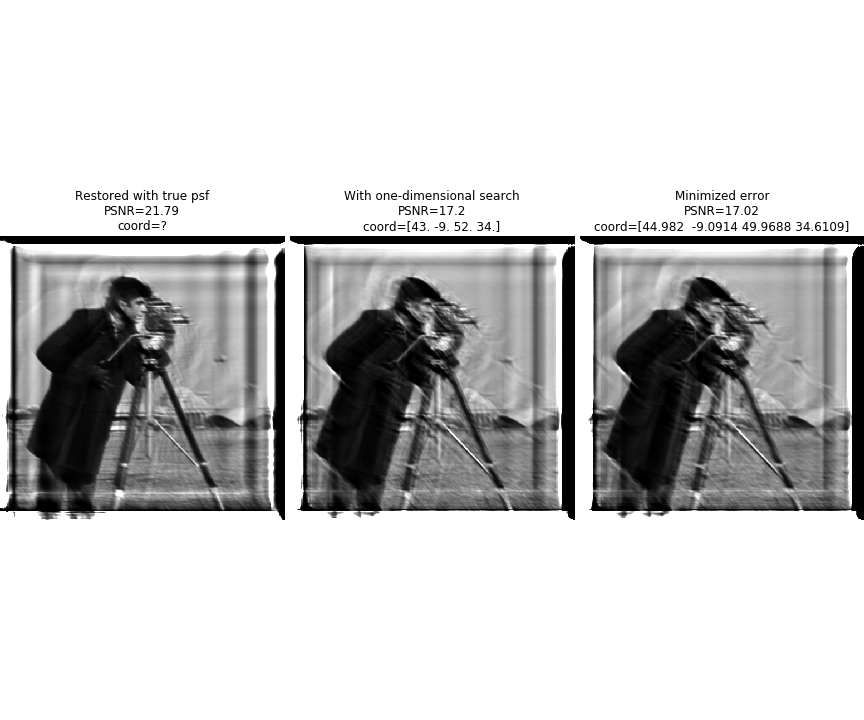 Restored with true psf
PSNR=21.79
coord=?
With one-dimensional search
PSNR=17.2
coord=[43. -9. 52. 34.]
Minimized error
PSNR=17.02
coord=[44.982  -9.0914 49.9688 34.6109]